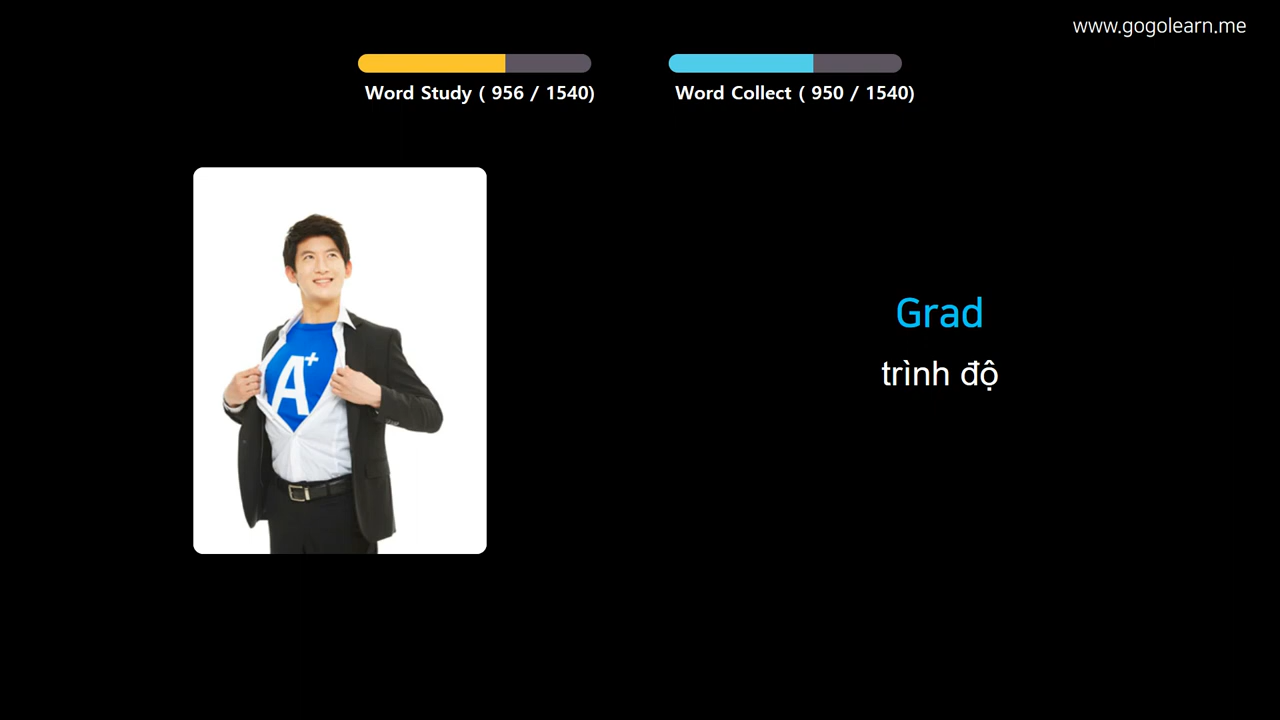 www.gogolearn.me
Word Study ( 956 / 1540)
Word Collect ( 950 / 1540)
A+
Grad
trình độ